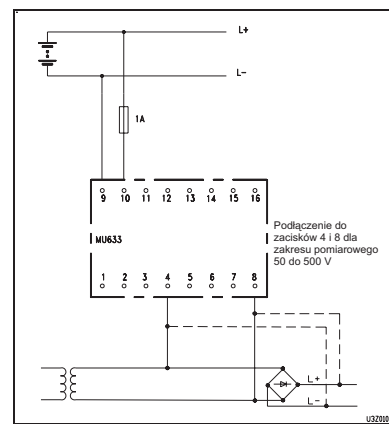 L+
L-
1A
9 10 11 12 13 14 15 16
MU633
Podłączenie do
zacisków 4 i 8 dla
zakresu pomiarowego
50 do 500 V
1 2 3 4 5 6 7 8
L+
L-
U3Z010